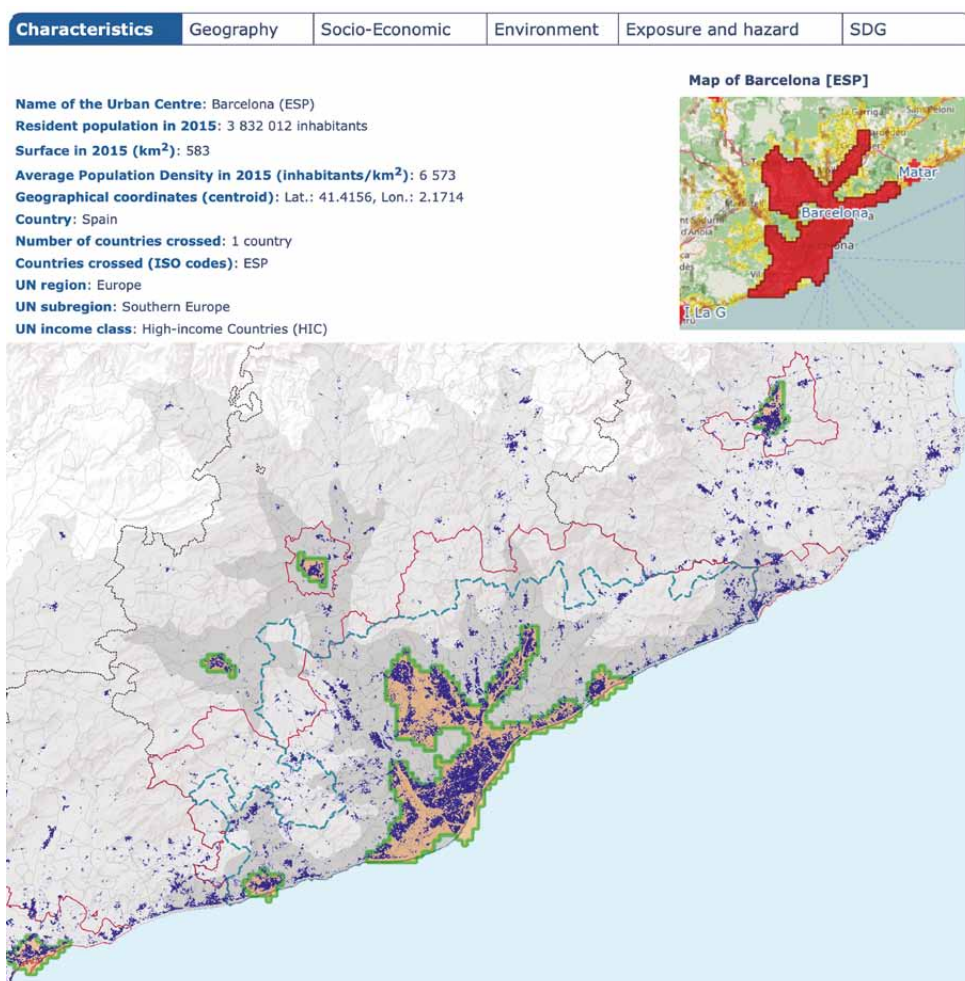 Characteristics Geography Socio-Economic Environment Exposure and hazard SDG
Name of the Urban Centre: Barcelona (ESP)
Resident population in 2015: 3 832 012 inhabitants
Surface in 2015 (km²): 583
Average Population Density in 2015 (inhabitants/km²): 6 573
Geographical coordinates (centroid): Lat.: 41.4156, Lon.: 2.1714
Country: Spain
Number of countries crossed: 1 country
Countries crossed (ISO codes): ESP
UN region: Europe
UN subregion: Southern Europe
UN income class: High-income Countries (HIC)
Map of Barcelona [ESP]
La Garriga
Matar
Barcelona
I La G